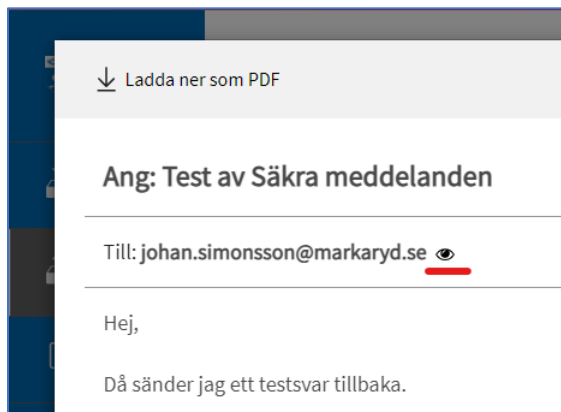 Ladda ner som PDF
Ang: Test av Säkra meddelanden
Till: johan.simonsson@markaryd.se
Hej,
Då sänder jag ett testsvar tillbaka.